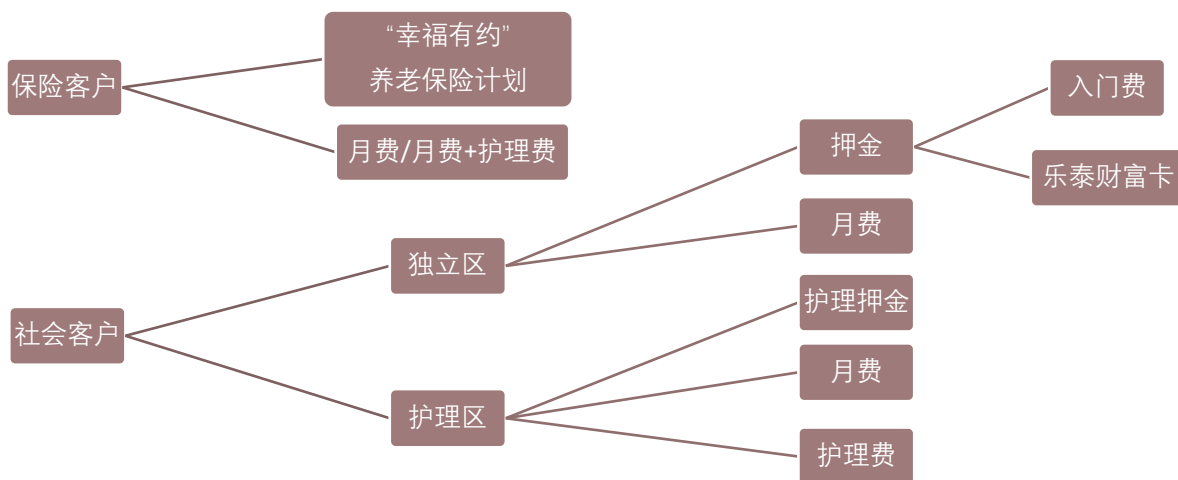 保险客户
“幸福有约”
养老保险计划
月费/月费+护理费
社会客户
独立区
押金
入门费
乐泰财富卡
月费
护理区
护理押金
月费
护理费